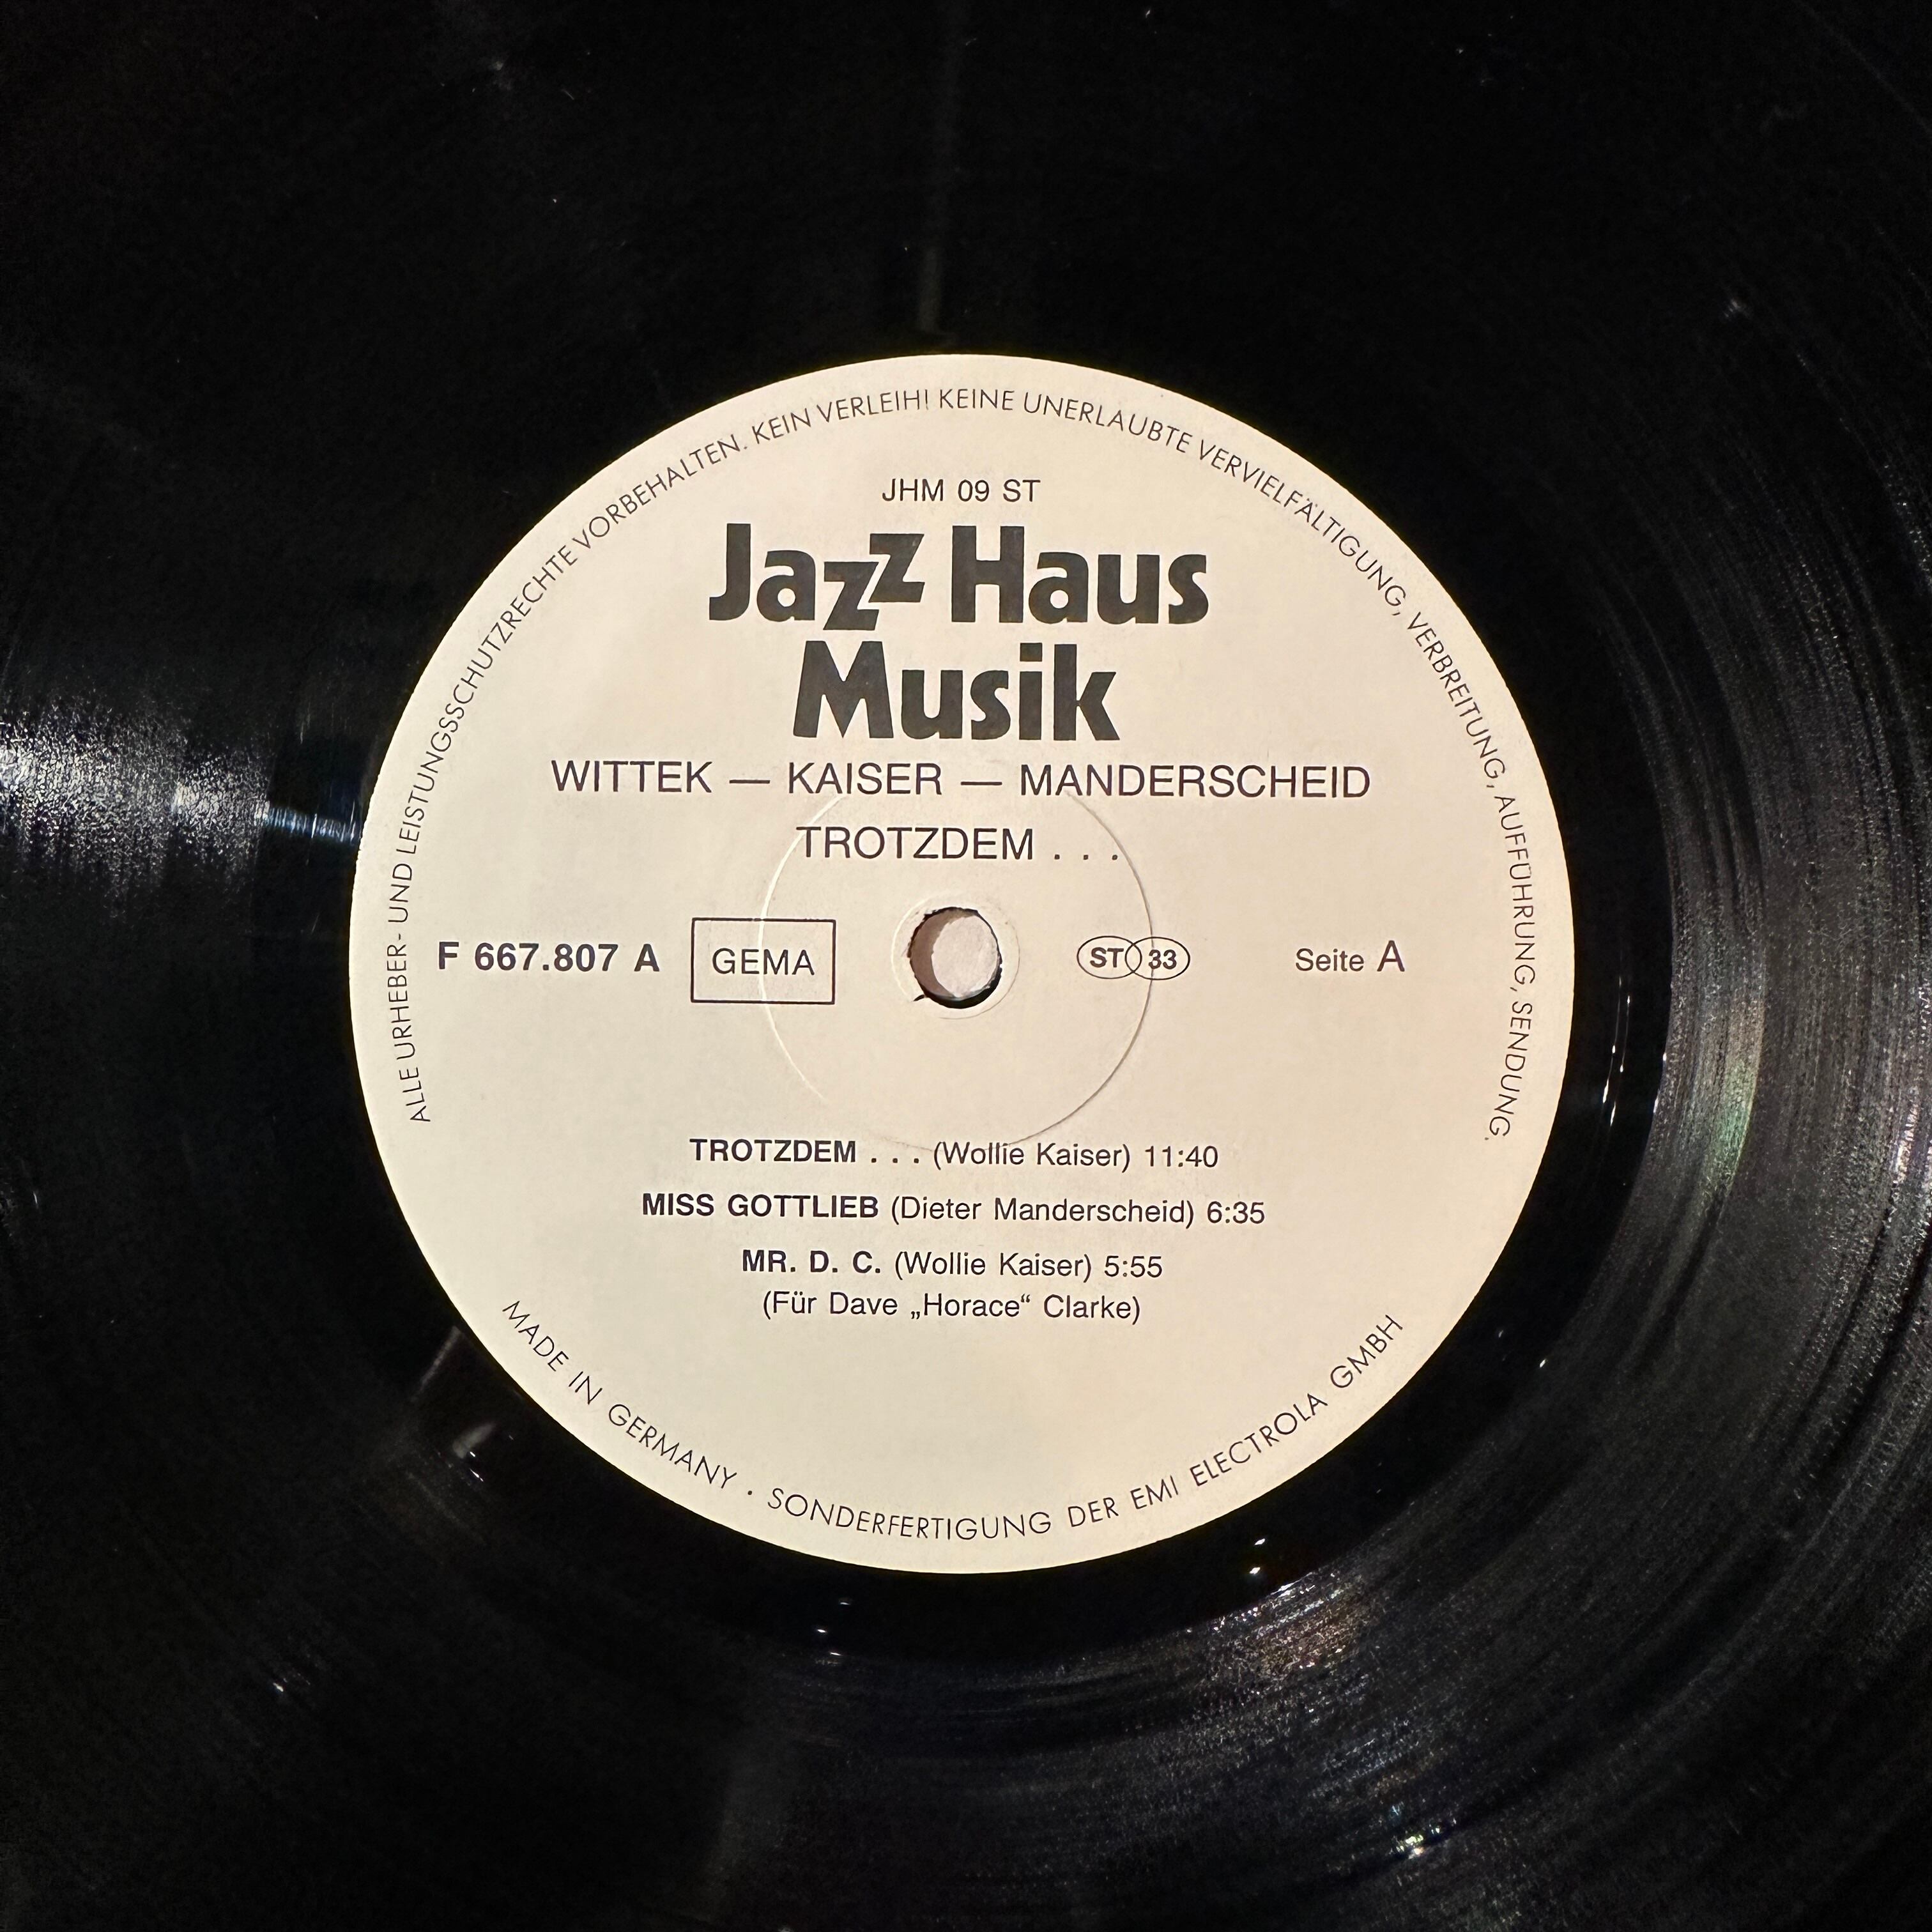 ALLE URHEBER- UND LEISTUNGSSCHUTZRECHTE VORBEHALTEN. KEIN VERLEIH! KEINE UNERLAUBTE VERVIELFÄLTIGUNG, VERBREITUNG, AUFFÜHRUNG, SENDUNG.
JHM 09 ST
Jazz Haus
Musik
WITTEK — KAISER — MANDERSCHEID
TROTZDEM . . .
F 667.807 A GEMA ST 33 Seite A
TROTZDEM . . . (Wollie Kaiser) 11:40
MISS GOTTLIEB (Dieter Manderscheid) 6:35
MR. D. C. (Wollie Kaiser) 5:55
(Für Dave „Horace“ Clarke)
MADE IN GERMANY · SONDERFERTIGUNG DER EMI ELECTROLA GMBH